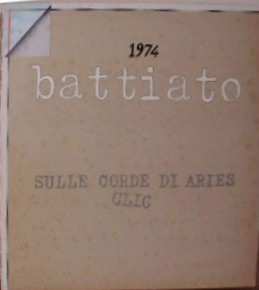 1974
battiato
SULLE CORDE DI ARIES
CLIC